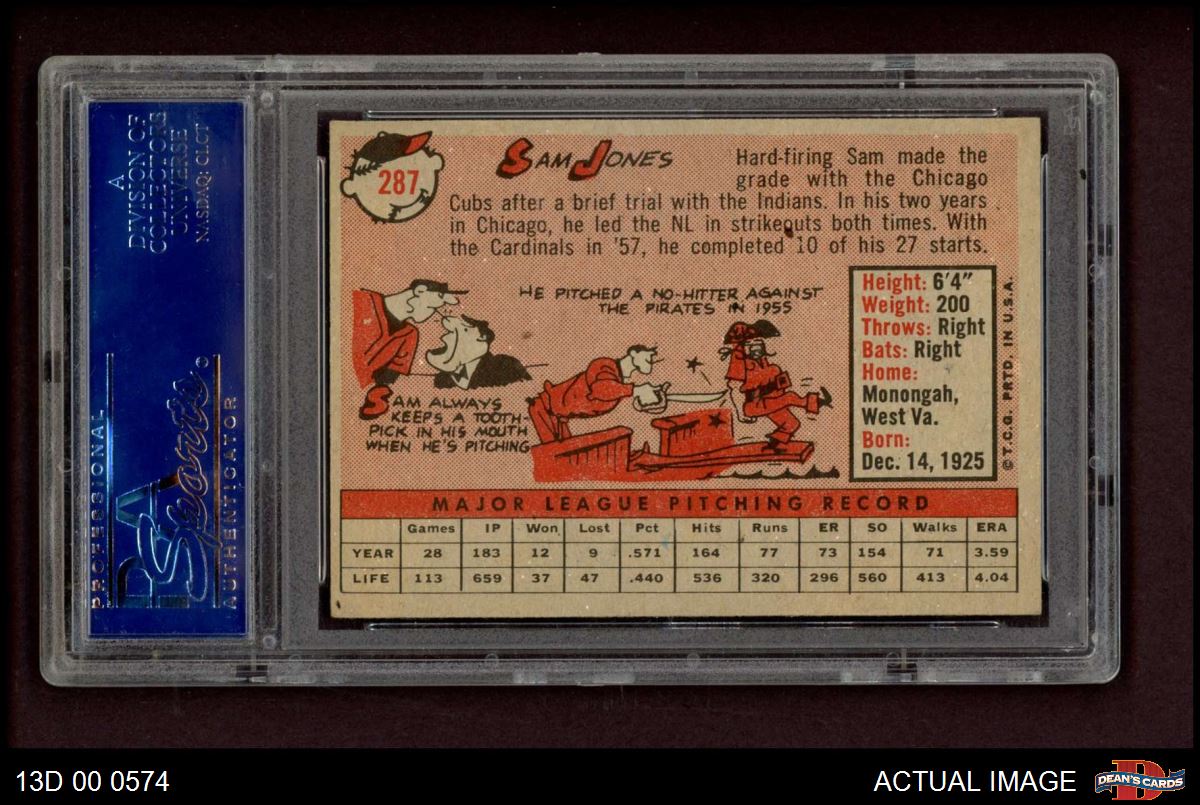 A
DIVISION OF
COLLECTORS
UNIVERSE
NASDAQ: CLCT
PROFESSIONAL
PSA
Sports
AUTHENTICATOR
287
SAM JONES
Hard-firing Sam made the
grade with the Chicago
Cubs after a brief trial with the Indians. In his two years
in Chicago, he led the NL in strikeouts both times. With
the Cardinals in '57, he completed 10 of his 27 starts.
HE PITCHED A NO-HITTER AGAINST
THE PIRATES IN 1955
SAM ALWAYS
KEEPS A TOOTH-
PICK IN HIS MOUTH
WHEN HE'S PITCHING
Height: 6'4"
Weight: 200
Throws: Right
Bats: Right
Home:
Monongah,
West Va.
Born:
Dec. 14, 1925
© T.C.G. PRTD. IN U.S.A.
MAJOR LEAGUE PITCHING RECORD
Games IP Won Lost Pct Hits Runs ER SO Walks ERA
YEAR 28 183 12 9 .571 164 77 73 154 71 3.59
LIFE 113 659 37 47 .440 536 320 296 560 413 4.04
13D 00 0574
ACTUAL IMAGE
DEAN'S CARDS